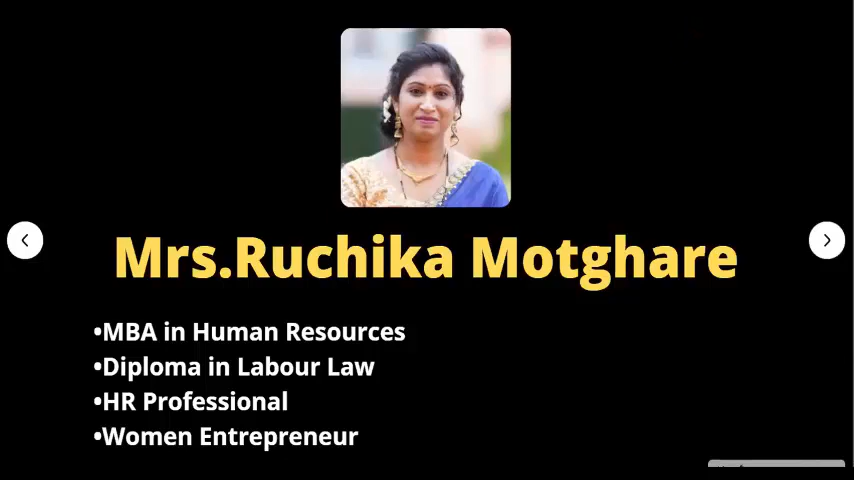 Mrs.Ruchika Motghare
•MBA in Human Resources
•Diploma in Labour Law
•HR Professional
•Women Entrepreneur